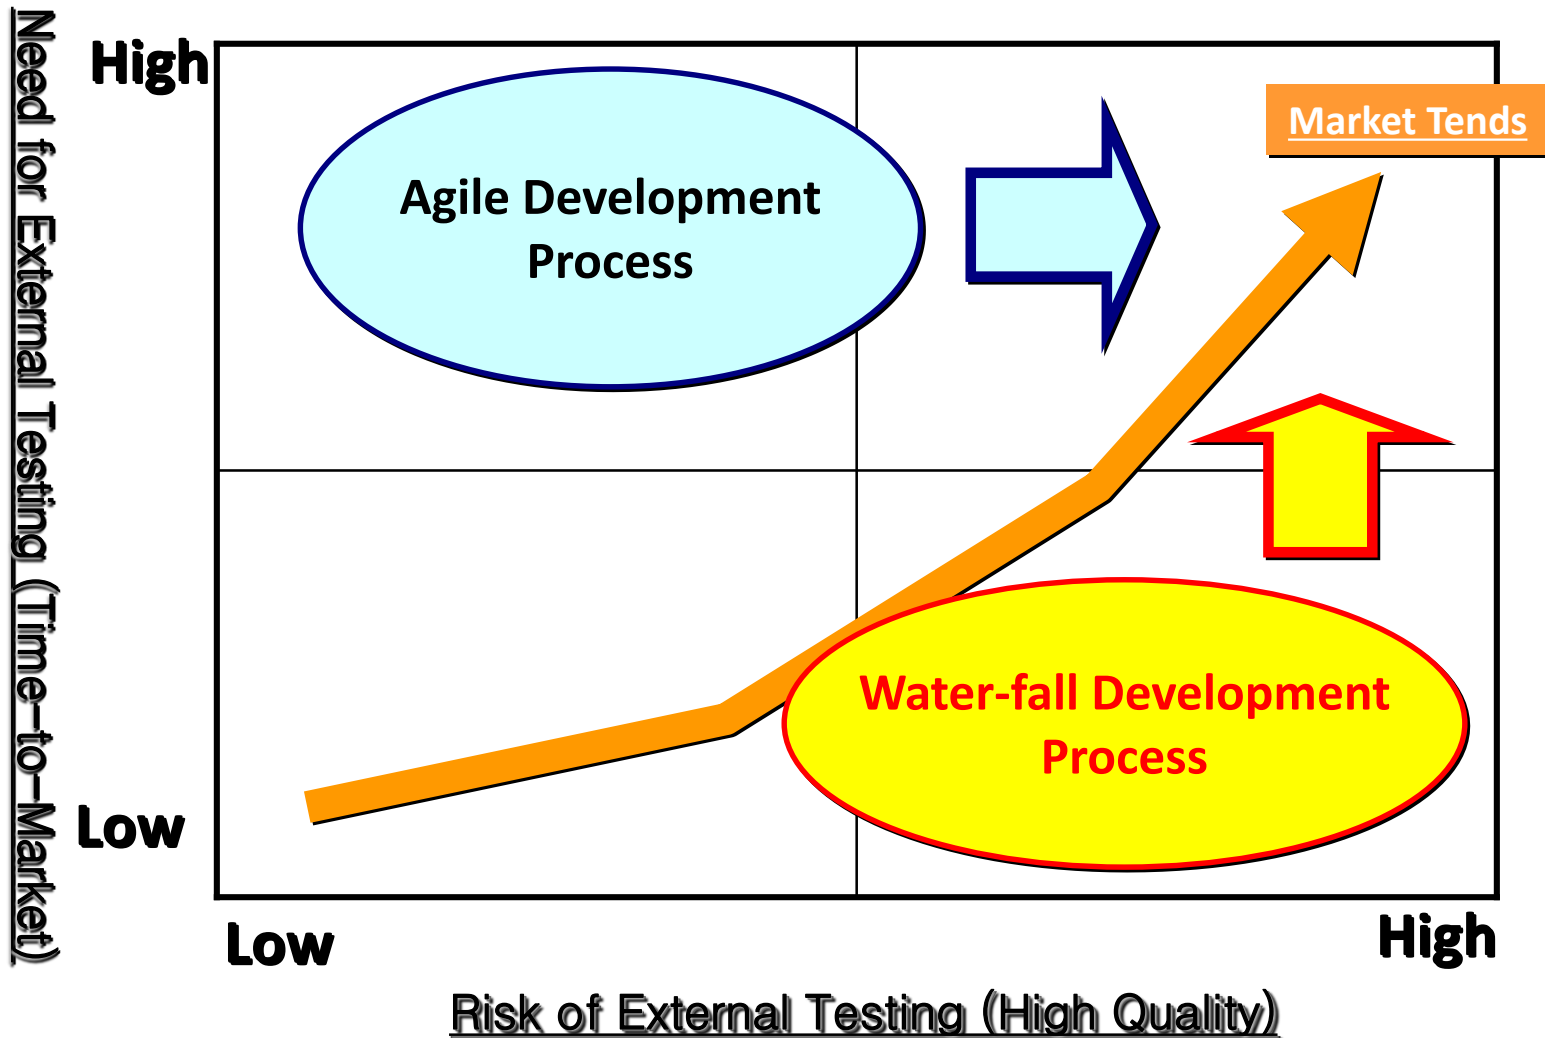 Need for External Testing (Time-to-Market)
High
Market Tends
Agile Development
Process
Water-fall Development
Process
Low
Low
High
Risk of External Testing (High Quality)